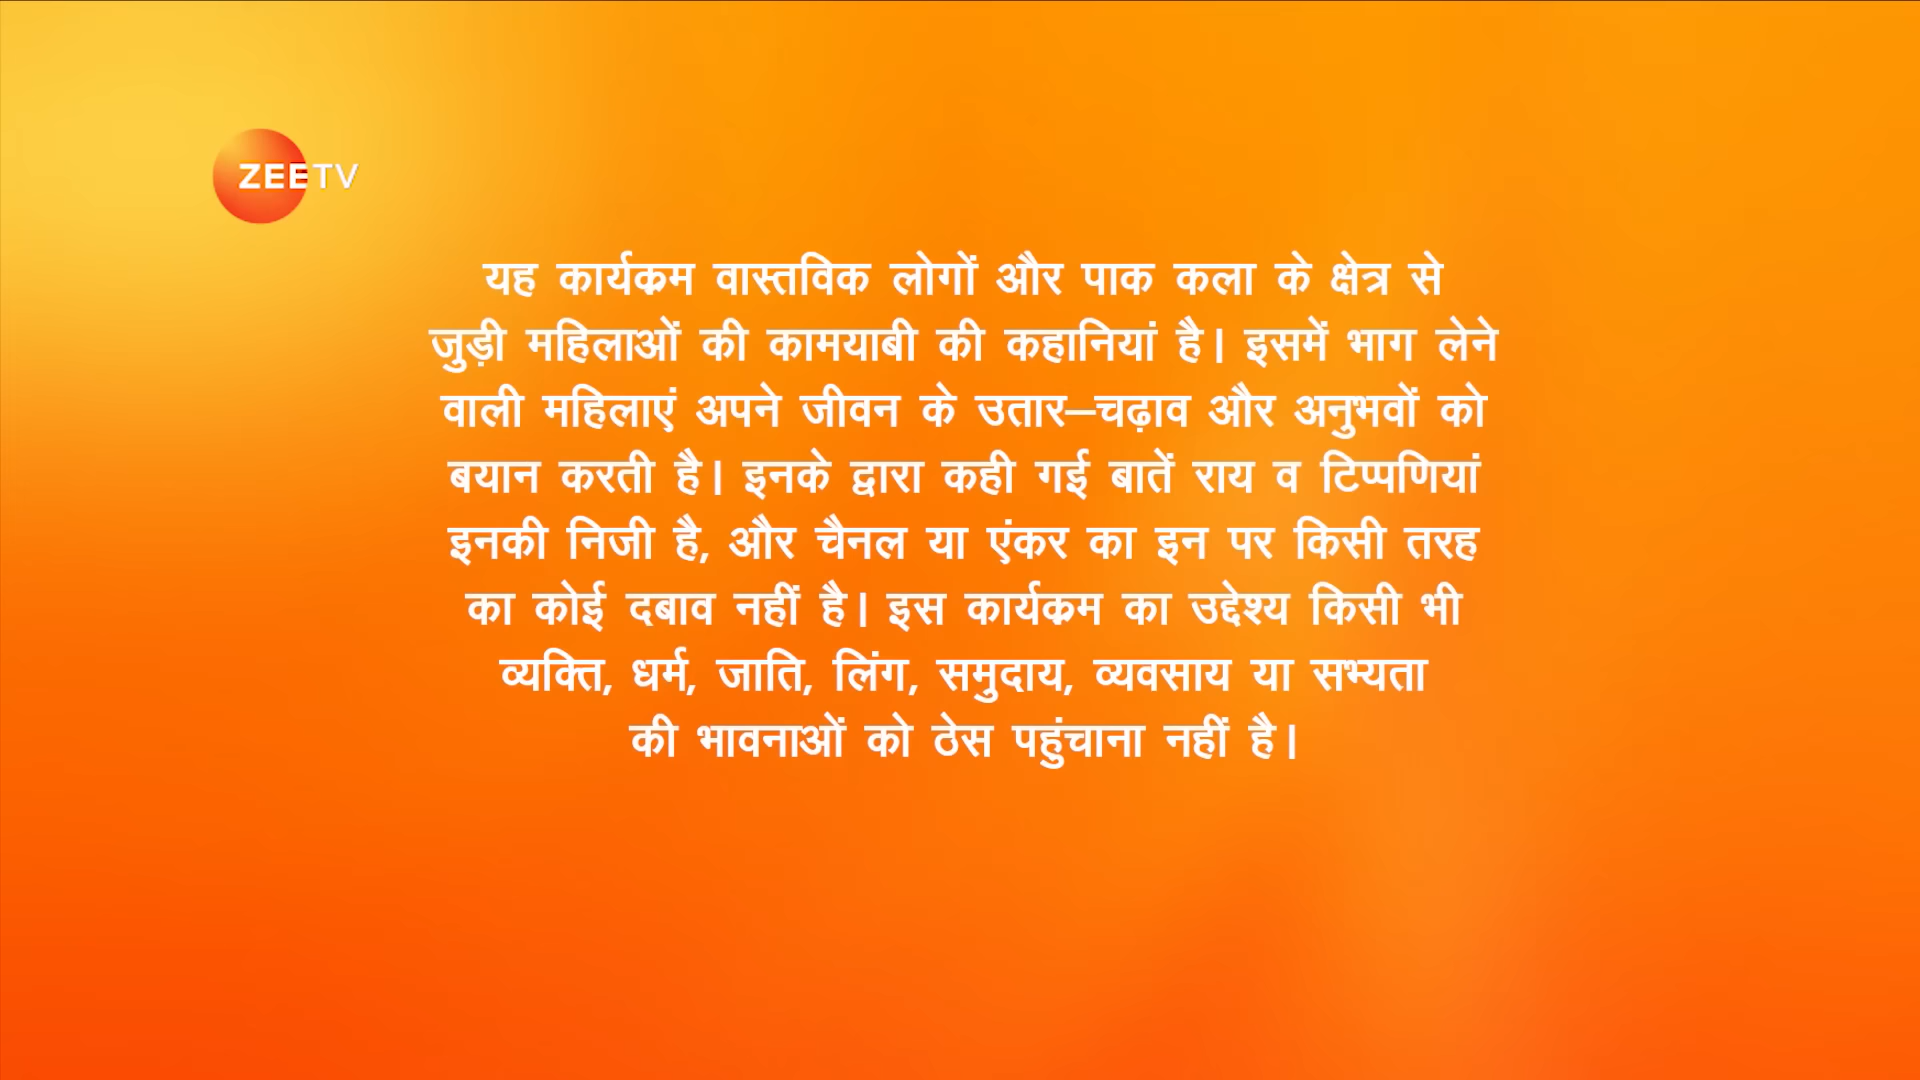 ZEETV
यह कार्यक्रम वास्तविक लोगों और पाक कला के क्षेत्र से
जुड़ी महिलाओं की कामयाबी की कहानियां है। इसमें भाग लेने
वाली महिलाएं अपने जीवन के उतार–चढ़ाव और अनुभवों को
बयान करती है। इनके द्वारा कही गई बातें राय व टिप्पणियां
इनकी निजी है, और चैनल या एंकर का इन पर किसी तरह
का कोई दबाव नहीं है। इस कार्यक्रम का उद्देश्य किसी भी
व्यक्ति, धर्म, जाति, लिंग, समुदाय, व्यवसाय या सभ्यता
की भावनाओं को ठेस पहुंचाना नहीं है।